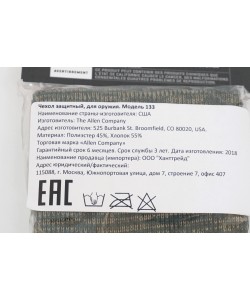 AVERTISSEMENT
Чехол защитный, для оружия. Модель 133
Наименование страны изготовителя: США
Изготовитель: The Allen Company
Адрес изготовителя: 525 Burbank St. Broomfield, CO 80020, USA.
Материал: Полиэстер 45%, Хлопок 55%
Торговая марка «Allen Company»
Гарантийный срок 6 месяцев. Срок службы 3 лет. Дата изготовления: 2018
Наименование продавца (импортера): ООО "Хантрейд"
Адрес юридический/фактический:
115088, г. Москва, Южнопортовая улица, дом 7, строение 7, офис 407
EAC